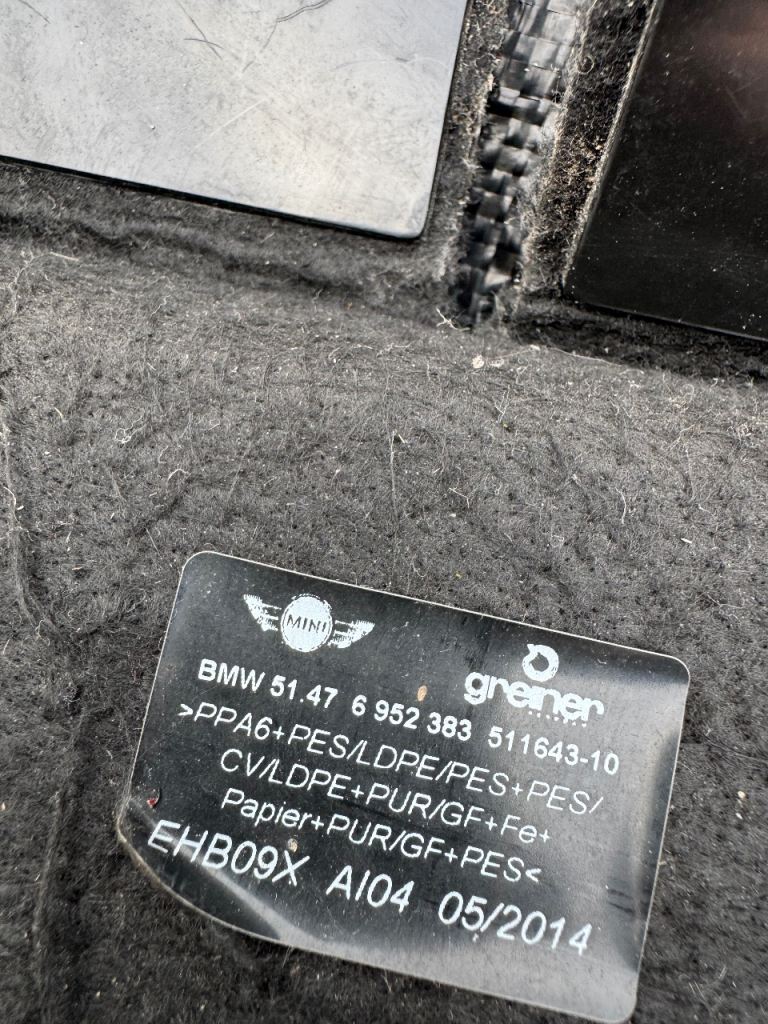 MINI
greiner
BMW 51.47 6 952 383 511643-10
>PPA6+PES/LDPE/PES+PES/
CV/LDPE+PUR/GF+Fe+
Papier+PUR/GF+PES<
EHB09X AI04 05/2014